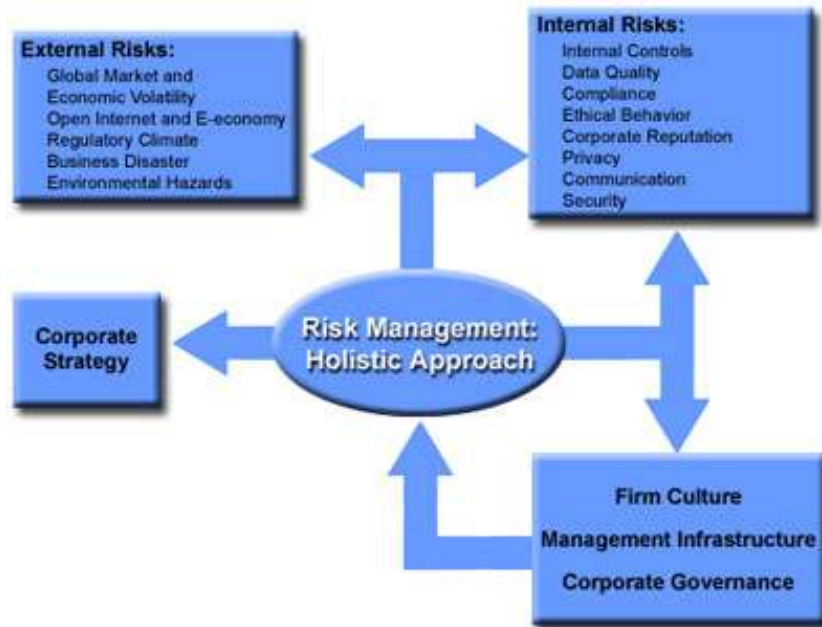 External Risks:
Global Market and
Economic Volatility
Open Internet and E-economy
Regulatory Climate
Business Disaster
Environmental Hazards
Internal Risks:
Internal Controls
Data Quality
Compliance
Ethical Behavior
Corporate Reputation
Privacy
Communication
Security
Corporate
Strategy
Risk Management:
Holistic Approach
Firm Culture
Management Infrastructure
Corporate Governance